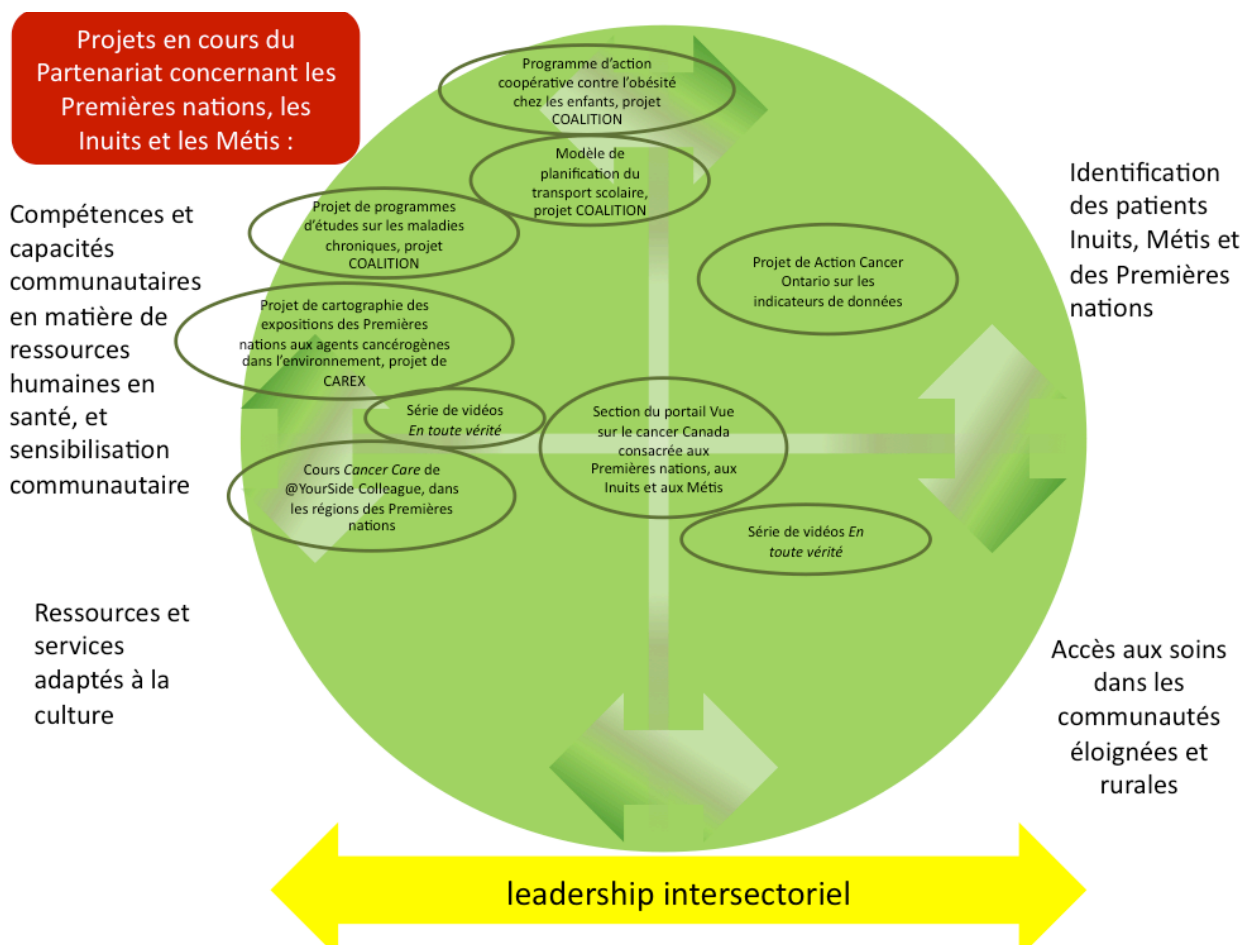 Projets en cours du
Partenariat concernant les
Premières nations, les
Inuits et les Métis :
Programme d'action
coopérative contre l'obésité
chez les enfants, projet
COALITION
Modèle de
planification du
transport scolaire,
projet COALITION
Projet de programmes
d'études sur les maladies
chroniques, projet
COALITION
Projet de Action Cancer
Ontario sur les
indicateurs de données
Identification
des patients
Inuits, Métis et
des Premières
nations
Compétences et
capacités
communautaires
en matière de
ressources
humaines en
santé, et
sensibilisation
communautaire
Projet de cartographie des
expositions des Premières
nations aux agents cancérogènes
dans l'environnement, projet de
CAREX
Série de vidéos
En toute vérité
Section du portail Vue
sur le cancer Canada
consacrée aux
Premières nations, aux
Inuits et aux Métis
Cours Cancer Care de
@YourSide Colleague, dans
les régions des Premières
nations
Série de vidéos En
toute vérité
Ressources et
services
adaptés à la
culture
Accès aux soins
dans les
communautés
éloignées et
rurales
leadership intersectoriel